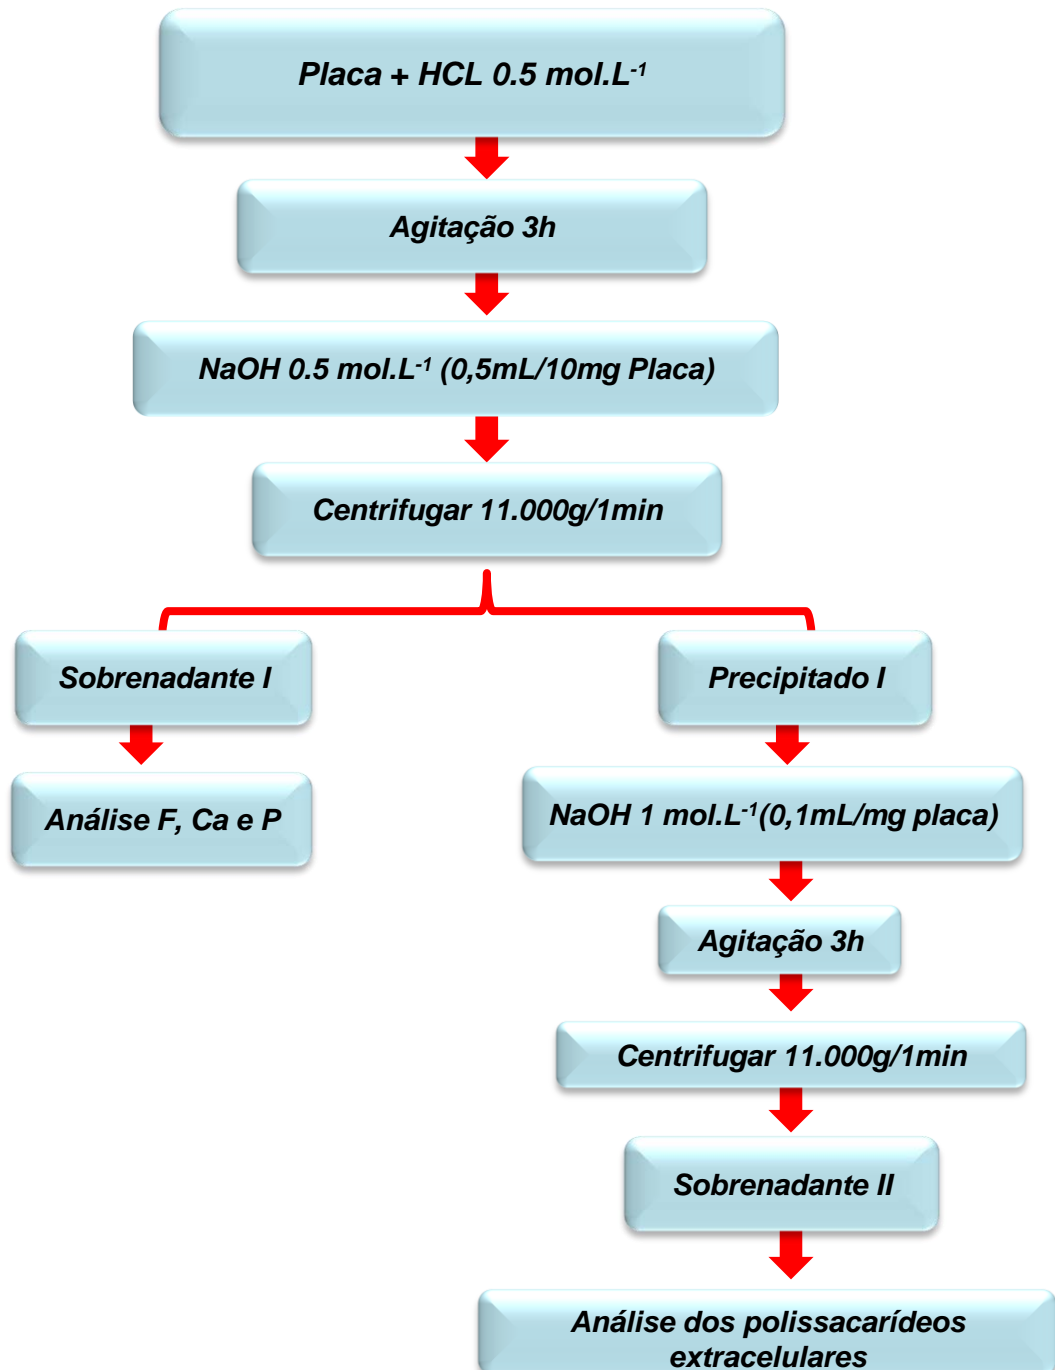 Placa + HCL 0.5 mol.L⁻¹
Agitação 3h
NaOH 0.5 mol.L⁻¹ (0,5mL/10mg Placa)
Centrifugar 11.000g/1min
Sobrenadante I
Precipitado I
Análise F, Ca e P
NaOH 1 mol.L⁻¹(0,1mL/mg placa)
Agitação 3h
Centrifugar 11.000g/1min
Sobrenadante II
Análise dos polissacarídeos
extracelulares